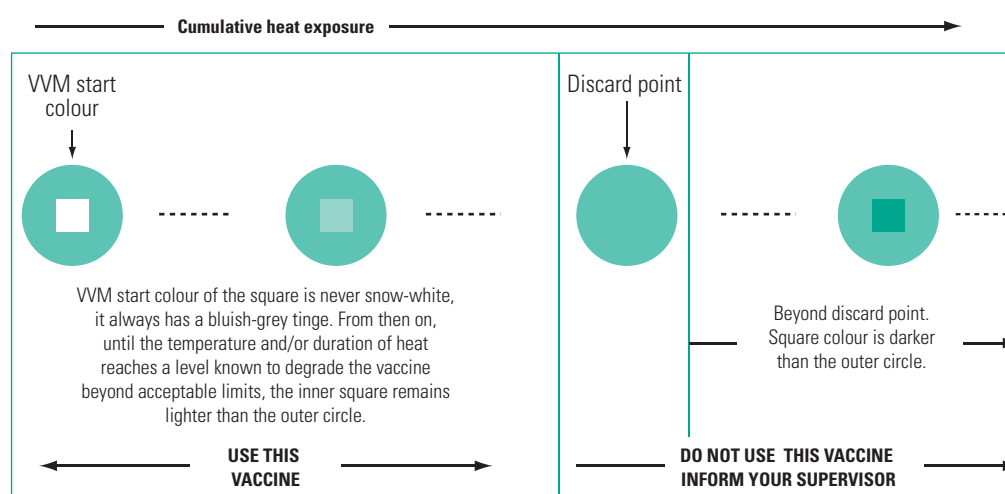 Cumulative heat exposure
VVM start
colour
Discard point
VVM start colour of the square is never snow-white,
it always has a bluish-grey tinge. From then on,
until the temperature and/or duration of heat
reaches a level known to degrade the vaccine
beyond acceptable limits, the inner square remains
lighter than the outer circle.
Beyond discard point.
Square colour is darker
than the outer circle.
USE THIS
VACCINE
DO NOT USE THIS VACCINE
INFORM YOUR SUPERVISOR